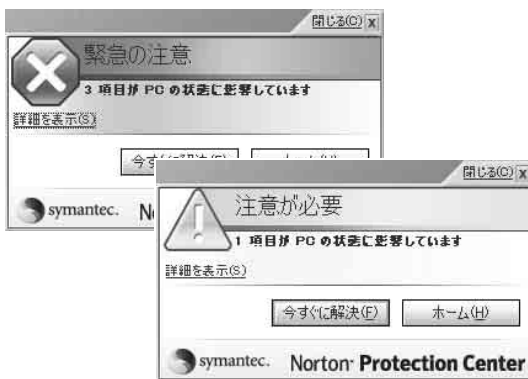 閉じる(C) x
緊急の注意
3 項目が PC の状態に影響しています
詳細を表示(S)
symantec.
閉じる(C) x
注意が必要
1 項目が PC の状態に影響しています
詳細を表示(S)
今すぐに解決(F) ホーム(H)
symantec. Norton Protection Center